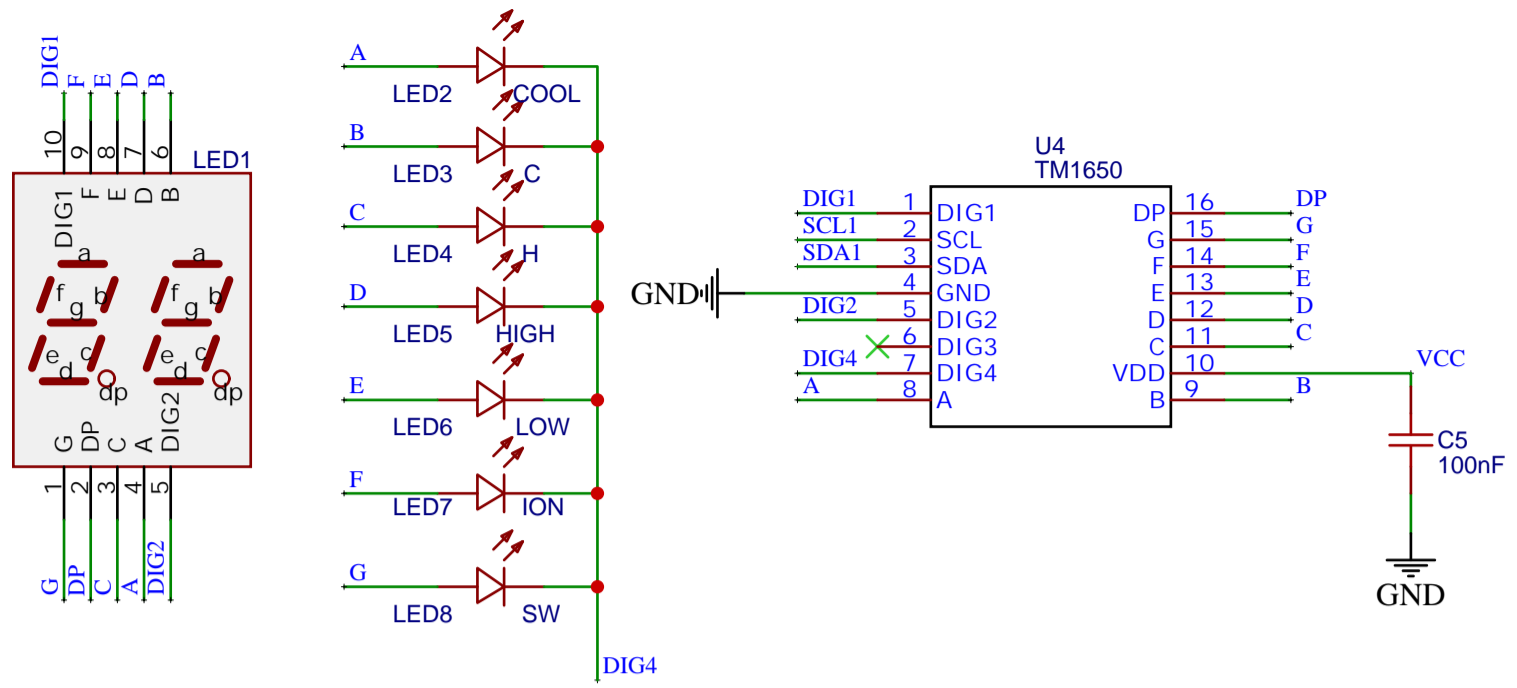 DIG1
F
E
D
B
10
9
8
7
6
LED1
DIG1
F
E
D
B
a
f
b
g
e
c
d
dp
a
f
b
g
e
c
d
dp
G
DP
C
A
DIG2
1
2
3
4
5
G
DP
C
A
DIG2
A
LED2 COOL
B
LED3 C
C
LED4 H
D
LED5 HIGH
E
LED6 LOW
F
LED7 ION
G
LED8 SW
DIG4
U4
TM1650
DIG1 1 DIG1 DP 16 DP
SCL1 2 SCL G 15 G
SDA1 3 SDA F 14 F
GND 4 GND E 13 E
DIG2 5 DIG2 D 12 D
6 DIG3 C 11 C
DIG4 7 DIG4 VDD 10 VCC
A 8 A B 9 B
C5
100nF
GND